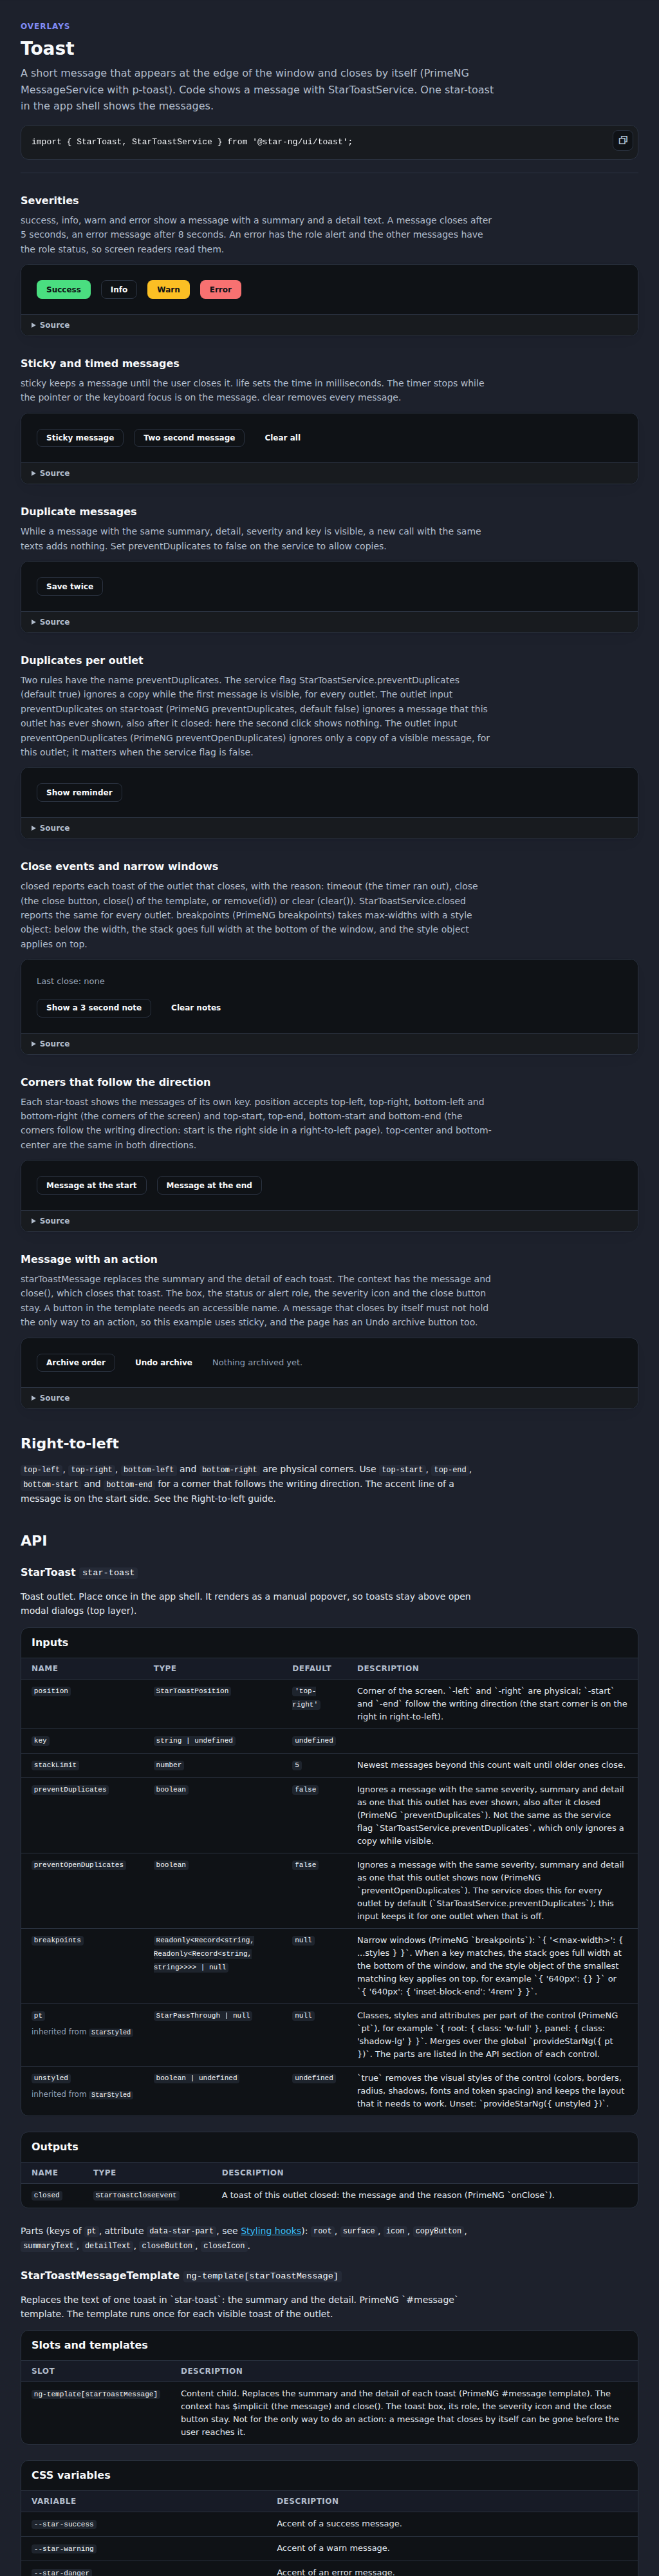 OVERLAYS
Toast
A short message that appears at the edge of the window and closes by itself (PrimeNG
MessageService with p-toast). Code shows a message with StarToastService. One star-toast
in the app shell shows the messages.
import { StarToast, StarToastService } from '@star-ng/ui/toast';
Severities
success, info, warn and error show a message with a summary and a detail text. A message closes after
5 seconds, an error message after 8 seconds. An error has the role alert and the other messages have
the role status, so screen readers read them.
Success Info Warn Error
Source
Sticky and timed messages
sticky keeps a message until the user closes it. life sets the time in milliseconds. The timer stops while
the pointer or the keyboard focus is on the message. clear removes every message.
Sticky message Two second message Clear all
Source
Duplicate messages
While a message with the same summary, detail, severity and key is visible, a new call with the same
texts adds nothing. Set preventDuplicates to false on the service to allow copies.
Save twice
Source
Duplicates per outlet
Two rules have the name preventDuplicates. The service flag StarToastService.preventDuplicates
(default true) ignores a copy while the first message is visible, for every outlet. The outlet input
preventDuplicates on star-toast (PrimeNG preventDuplicates, default false) ignores a message that this
outlet has ever shown, also after it closed: here the second click shows nothing. The outlet input
preventOpenDuplicates (PrimeNG preventOpenDuplicates) ignores only a copy of a visible message, for
this outlet; it matters when the service flag is false.
Show reminder
Source
Close events and narrow windows
closed reports each toast of the outlet that closes, with the reason: timeout (the timer ran out), close
(the close button, close() of the template, or remove(id)) or clear (clear()). StarToastService.closed
reports the same for every outlet. breakpoints (PrimeNG breakpoints) takes max-widths with a style
object: below the width, the stack goes full width at the bottom of the window, and the style object
applies on top.
Last close: none
Show a 3 second note Clear notes
Source
Corners that follow the direction
Each star-toast shows the messages of its own key. position accepts top-left, top-right, bottom-left and
bottom-right (the corners of the screen) and top-start, top-end, bottom-start and bottom-end (the
corners follow the writing direction: start is the right side in a right-to-left page). top-center and bottom-
center are the same in both directions.
Message at the start Message at the end
Source
Message with an action
starToastMessage replaces the summary and the detail of each toast. The context has the message and
close(), which closes that toast. The box, the status or alert role, the severity icon and the close button
stay. A button in the template needs an accessible name. A message that closes by itself must not hold
the only way to an action, so this example uses sticky, and the page has an Undo archive button too.
Archive order Undo archive Nothing archived yet.
Source
Right-to-left
top-left, top-right, bottom-left and bottom-right are physical corners. Use top-start, top-end,
bottom-start and bottom-end for a corner that follows the writing direction. The accent line of a
message is on the start side. See the Right-to-left guide.
API
StarToast star-toast
Toast outlet. Place once in the app shell. It renders as a manual popover, so toasts stay above open
modal dialogs (top layer).
Inputs
NAME TYPE DEFAULT DESCRIPTION
position StarToastPosition 'top-right' Corner of the screen. `-left` and `-right` are physical; `-start`
and `-end` follow the writing direction (the start corner is on the
right in right-to-left).
key string | undefined undefined
stackLimit number 5 Newest messages beyond this count wait until older ones close.
preventDuplicates boolean false Ignores a message with the same severity, summary and detail
as one that this outlet has ever shown, also after it closed
(PrimeNG `preventDuplicates`). Not the same as the service
flag `StarToastService.preventDuplicates`, which only ignores a
copy while visible.
preventOpenDuplicates boolean false Ignores a message with the same severity, summary and detail
as one that this outlet shows now (PrimeNG
`preventOpenDuplicates`). The service does this for every
outlet by default (`StarToastService.preventDuplicates`); this
input keeps it for one outlet when that is off.
breakpoints Readonly<Record<string, Readonly<Record<string, string>>>> | null null Narrow windows (PrimeNG `breakpoints`): `{ '<max-width>': {
...styles } }`. When a key matches, the stack goes full width at
the bottom of the window, and the style object of the smallest
matching key applies on top, for example `{ '640px': {} }` or
`{ '640px': { 'inset-block-end': '4rem' } }`.
pt StarPassThrough | null null Classes, styles and attributes per part of the control (PrimeNG
inherited from StarStyled `pt`), for example `{ root: { class: 'w-full' }, panel: { class:
'shadow-lg' } }`. Merges over the global `provideStarNg({ pt
})`. The parts are listed in the API section of each control.
unstyled boolean | undefined undefined `true` removes the visual styles of the control (colors, borders,
inherited from StarStyled radius, shadows, fonts and token spacing) and keeps the layout
that it needs to work. Unset: `provideStarNg({ unstyled })`.
Outputs
NAME TYPE DESCRIPTION
closed StarToastCloseEvent A toast of this outlet closed: the message and the reason (PrimeNG `onClose`).
Parts (keys of pt, attribute data-star-part, see Styling hooks): root, surface, icon, copyButton,
summaryText, detailText, closeButton, closeIcon.
StarToastMessageTemplate ng-template[starToastMessage]
Replaces the text of one toast in `star-toast`: the summary and the detail. PrimeNG `#message`
template. The template runs once for each visible toast of the outlet.
Slots and templates
SLOT DESCRIPTION
ng-template[starToastMessage] Content child. Replaces the summary and the detail of each toast (PrimeNG #message template). The
context has $implicit (the message) and close(). The toast box, its role, the severity icon and the close
button stay. Not for the only way to do an action: a message that closes by itself can be gone before the
user reaches it.
CSS variables
VARIABLE DESCRIPTION
--star-success Accent of a success message.
--star-warning Accent of a warn message.
--star-danger Accent of an error message.